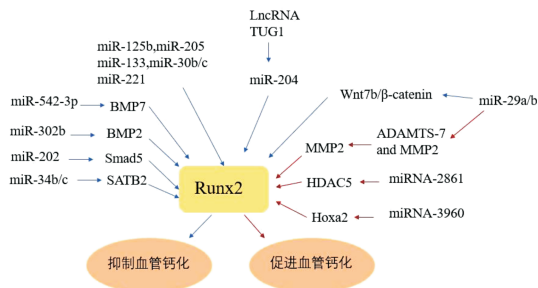 LncRNA
TUG1
miR-125b,miR-205
miR-133,miR-30b/c
miR-221
miR-204
Wnt7b/β-catenin
miR-29a/b
miR-542-3p
BMP7
miR-302b
BMP2
ADAMTS-7
and MMP2
MMP2
miR-202
Smad5
miR-34b/c
SATB2
Runx2
HDAC5
miRNA-2861
Hoxa2
miRNA-3960
抑制血管钙化
促进血管钙化